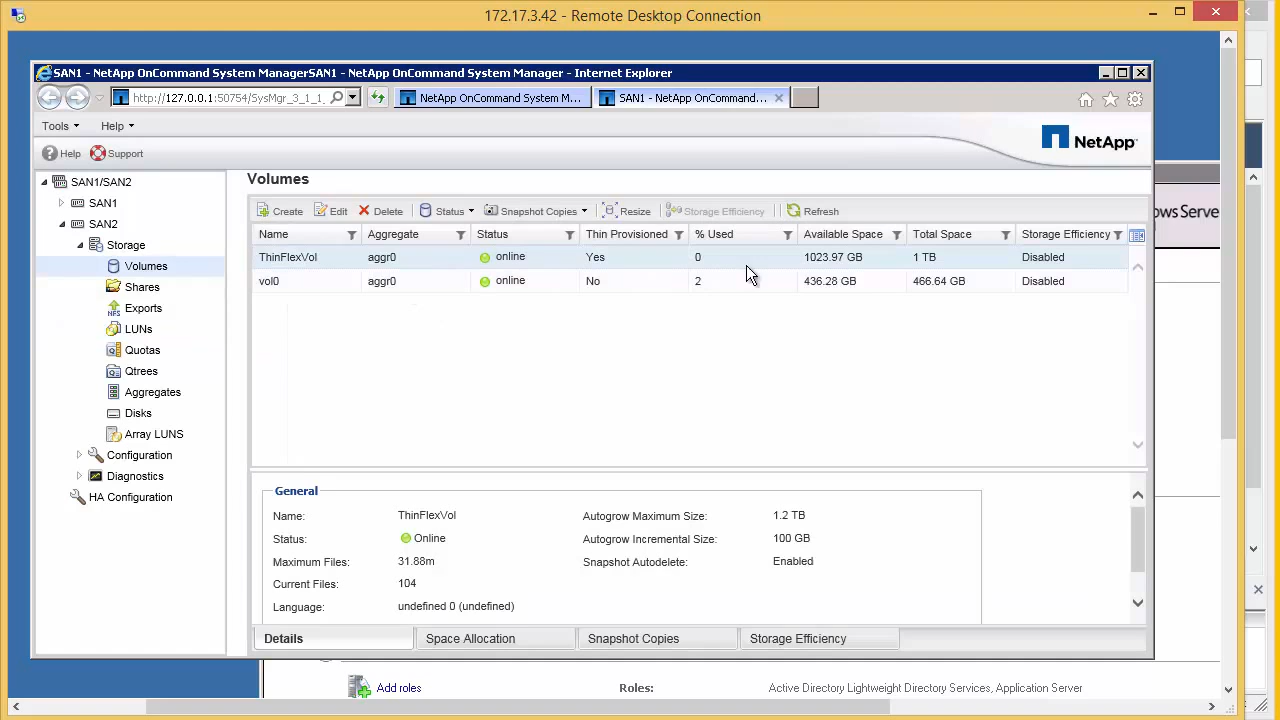 172.17.3.42 - Remote Desktop Connection
SAN1 - NetApp OnCommand System ManagerSAN1 - NetApp OnCommand System Manager - Internet Explorer
http://127.0.0.1:50754/SysMgr_3_1_1.
NetApp OnCommand System M...
SAN1 - NetApp OnCommand...
Tools Help
NetApp
Help Support
SAN1/SAN2
SAN1
SAN2
Storage
Volumes
Shares
Exports
LUNs
Quotas
Qtrees
Aggregates
Disks
Array LUNS
Configuration
Diagnostics
HA Configuration
Volumes
Create Edit Delete Status Snapshot Copies Resize Storage Efficiency Refresh
Name Aggregate Status Thin Provisioned % Used Available Space Total Space Storage Efficiency
ThinFlexVol aggr0 online Yes 0 1023.97 GB 1 TB Disabled
vol0 aggr0 online No 2 436.28 GB 466.64 GB Disabled
General
Name: ThinFlexVol Autogrow Maximum Size: 1.2 TB
Status: Online Autogrow Incremental Size: 100 GB
Maximum Files: 31.88m Snapshot Autodelete: Enabled
Current Files: 104
Language: undefined 0 (undefined)
Details Space Allocation Snapshot Copies Storage Efficiency
ows Serve
Add roles Roles: Active Directory Lightweight Directory Services, Application Server